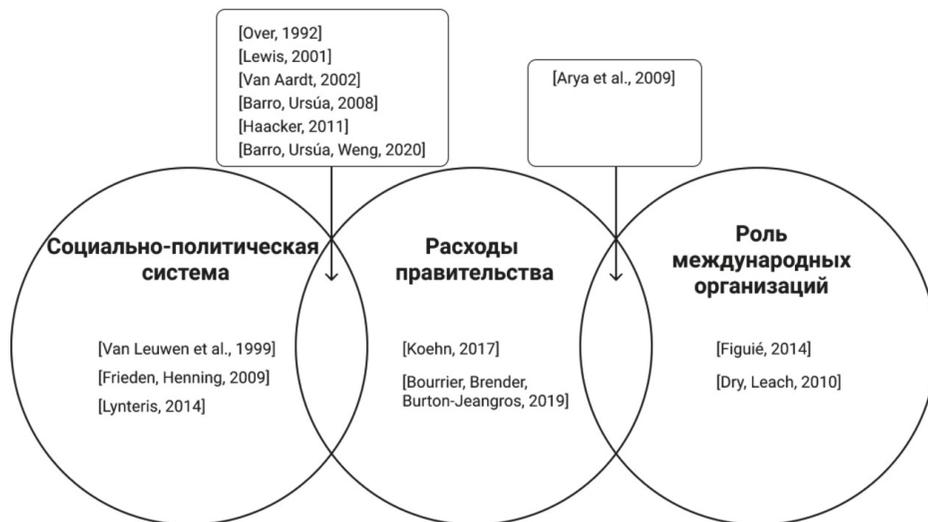 [Over, 1992]
[Lewis, 2001]
[Van Aardt, 2002]
[Barro, Ursúa, 2008]
[Haacker, 2011]
[Barro, Ursúa, Weng, 2020]
[Arya et al., 2009]
Социально-политическая
система
[Van Leuwen et al., 1999]
[Frieden, Henning, 2009]
[Lynteris, 2014]
Расходы
правительства
[Koehn, 2017]
[Bourrier, Brender,
Burton-Jeangros, 2019]
Роль
международных
организаций
[Figuié, 2014]
[Dry, Leach, 2010]